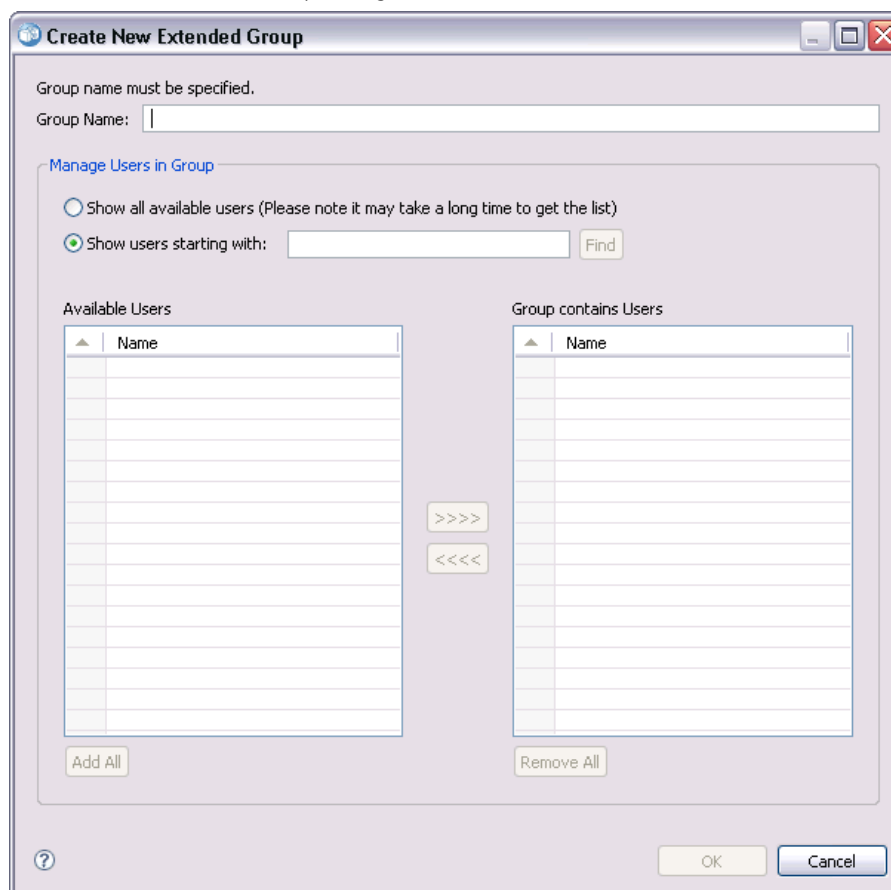 Create New Extended Group
Group name must be specified.
Group Name:
Manage Users in Group
Show all available users (Please note it may take a long time to get the list)
Show users starting with:
Find
Available Users
Group contains Users
Name
Name
>>>>
<<<<
Add All
Remove All
?
OK
Cancel